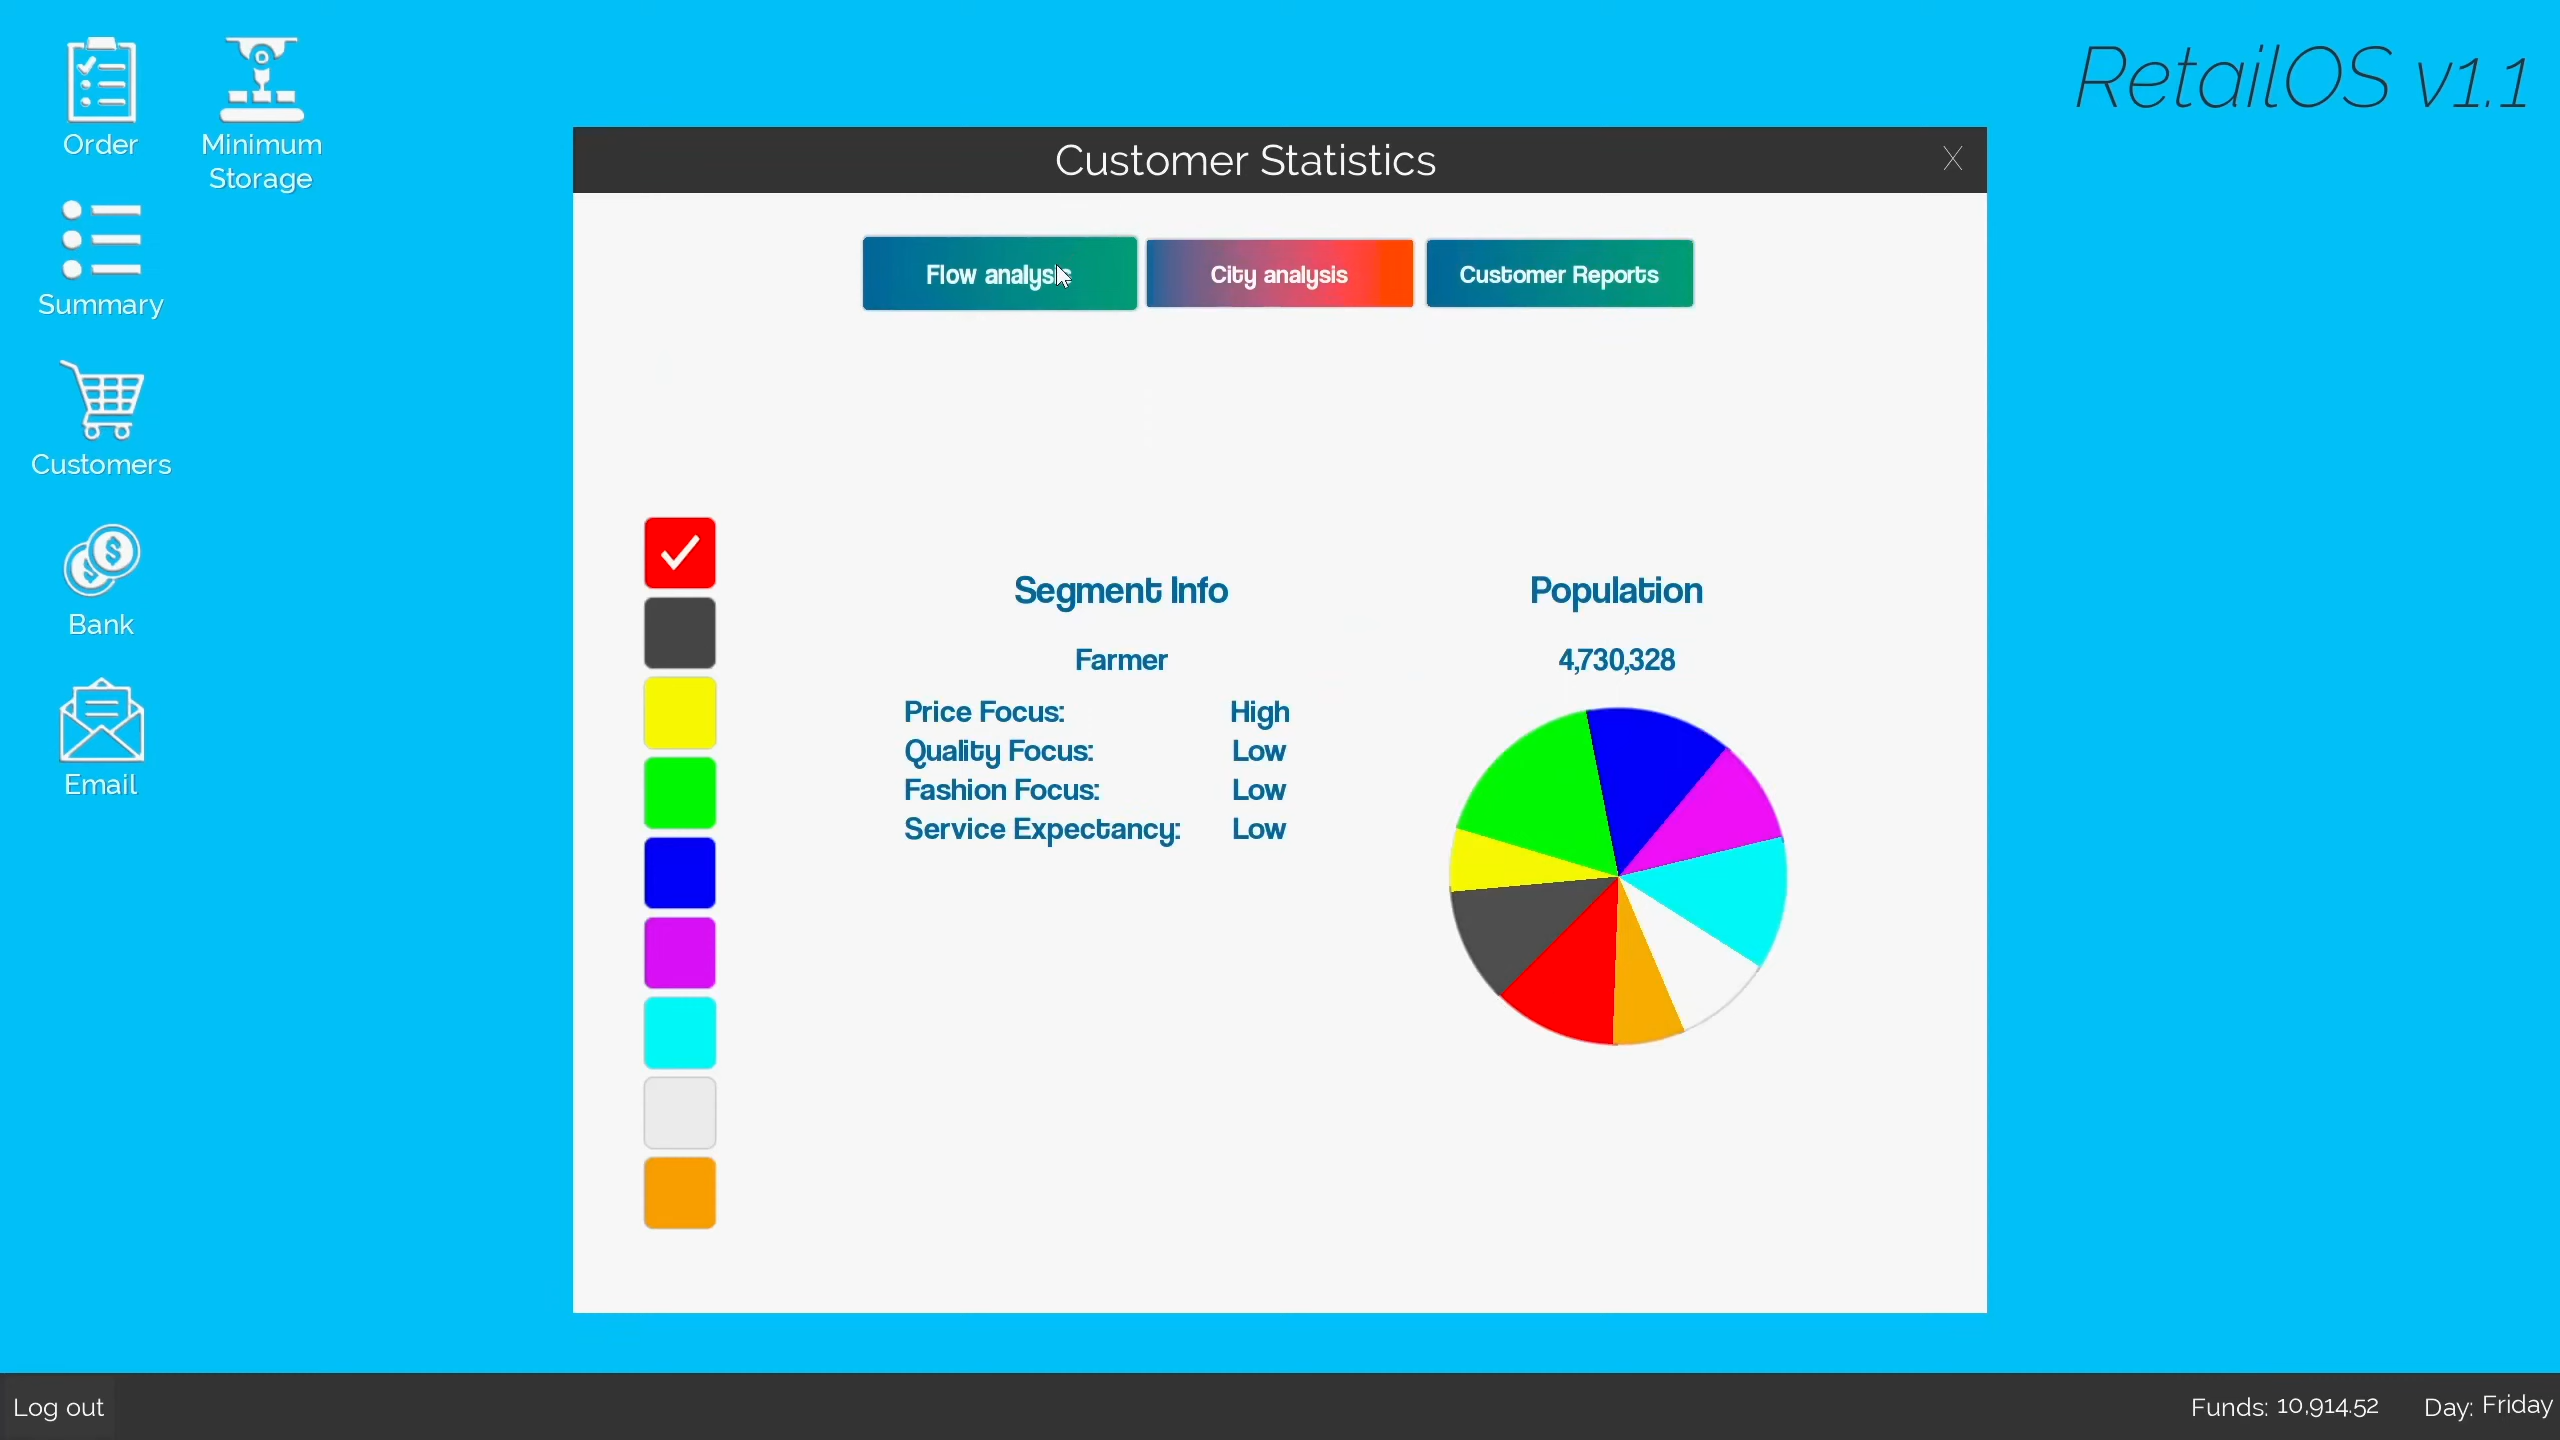 Order
Minimum
Storage
RetailOS v1.1
Summary
Customers
Bank
Email
Customer Statistics
X
Flow analysis
City analysis
Customer Reports
Segment Info
Population
Farmer
4,730,328
Price Focus: High
Quality Focus: Low
Fashion Focus: Low
Service Expectancy: Low
Log out
Funds: 10,914.52
Day: Friday